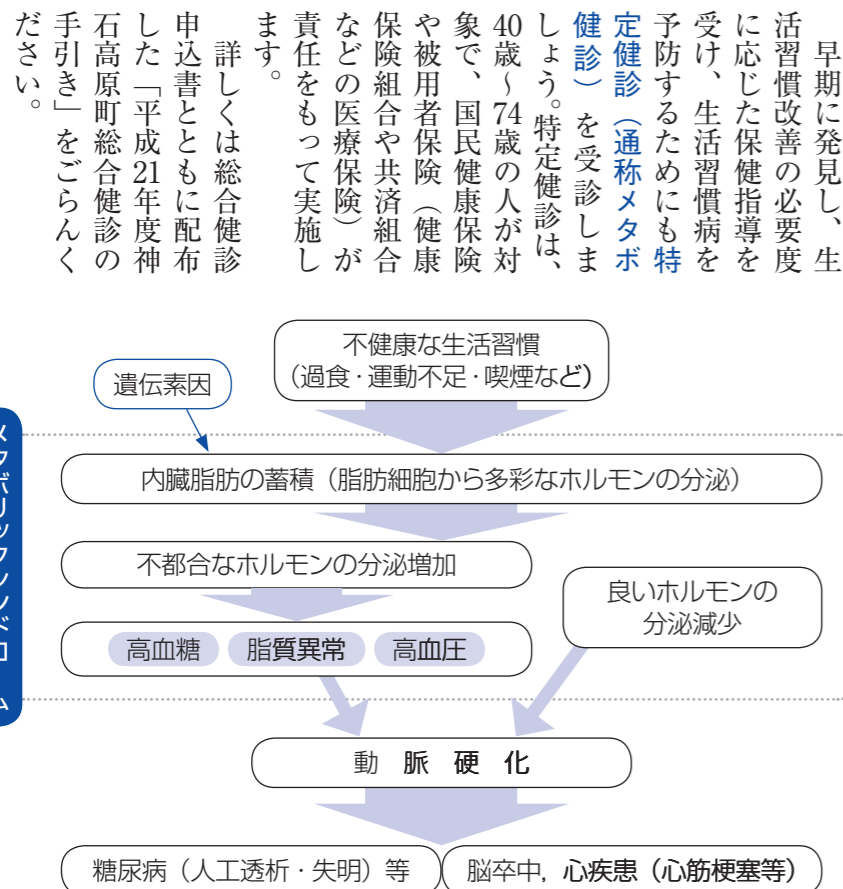 早期に発見し、生
活習慣改善の必要度
に応じた保健指導を
受け、生活習慣病を
予防するためにも特
定健診（通称メタボ
健診）を受診しま
しょう。特定健診は、
40歳〜74歳の人が対
象で、国民健康保険
や被用者保険（健康
保険組合や共済組合
などの医療保険）が
責任をもって実施し
ます。
詳しくは総合健診
申込書とともに配布
した「平成21年度神
石高原町総合健診の
手引き」をごらんく
ださい。
不健康な生活習慣
（過食・運動不足・喫煙など）
遺伝素因
内臓脂肪の蓄積（脂肪細胞から多彩なホルモンの分泌）
不都合なホルモンの分泌増加
良いホルモンの
分泌減少
高血糖 脂質異常 高血圧
メタボリックシンドローム
動脈硬化
糖尿病（人工透析・失明）等
脳卒中，心疾患（心筋梗塞等）